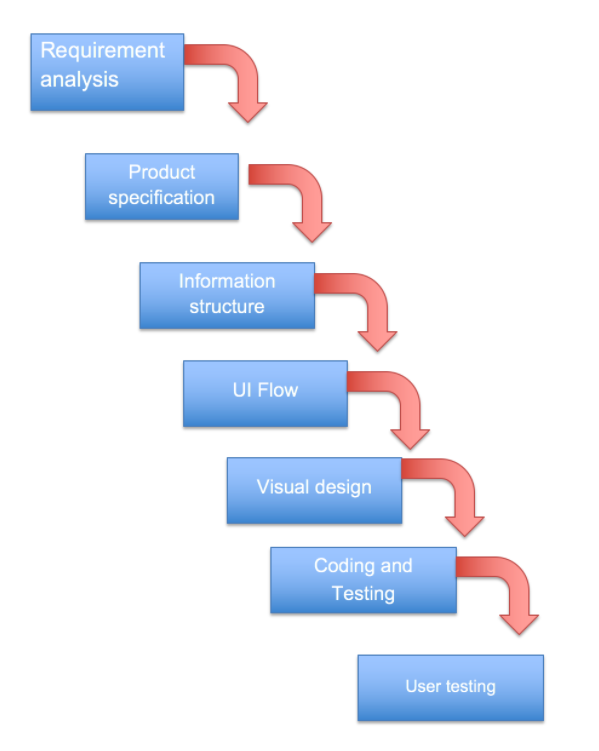 Requirement
analysis
Product
specification
Information
structure
UI Flow
Visual design
Coding and
Testing
User testing